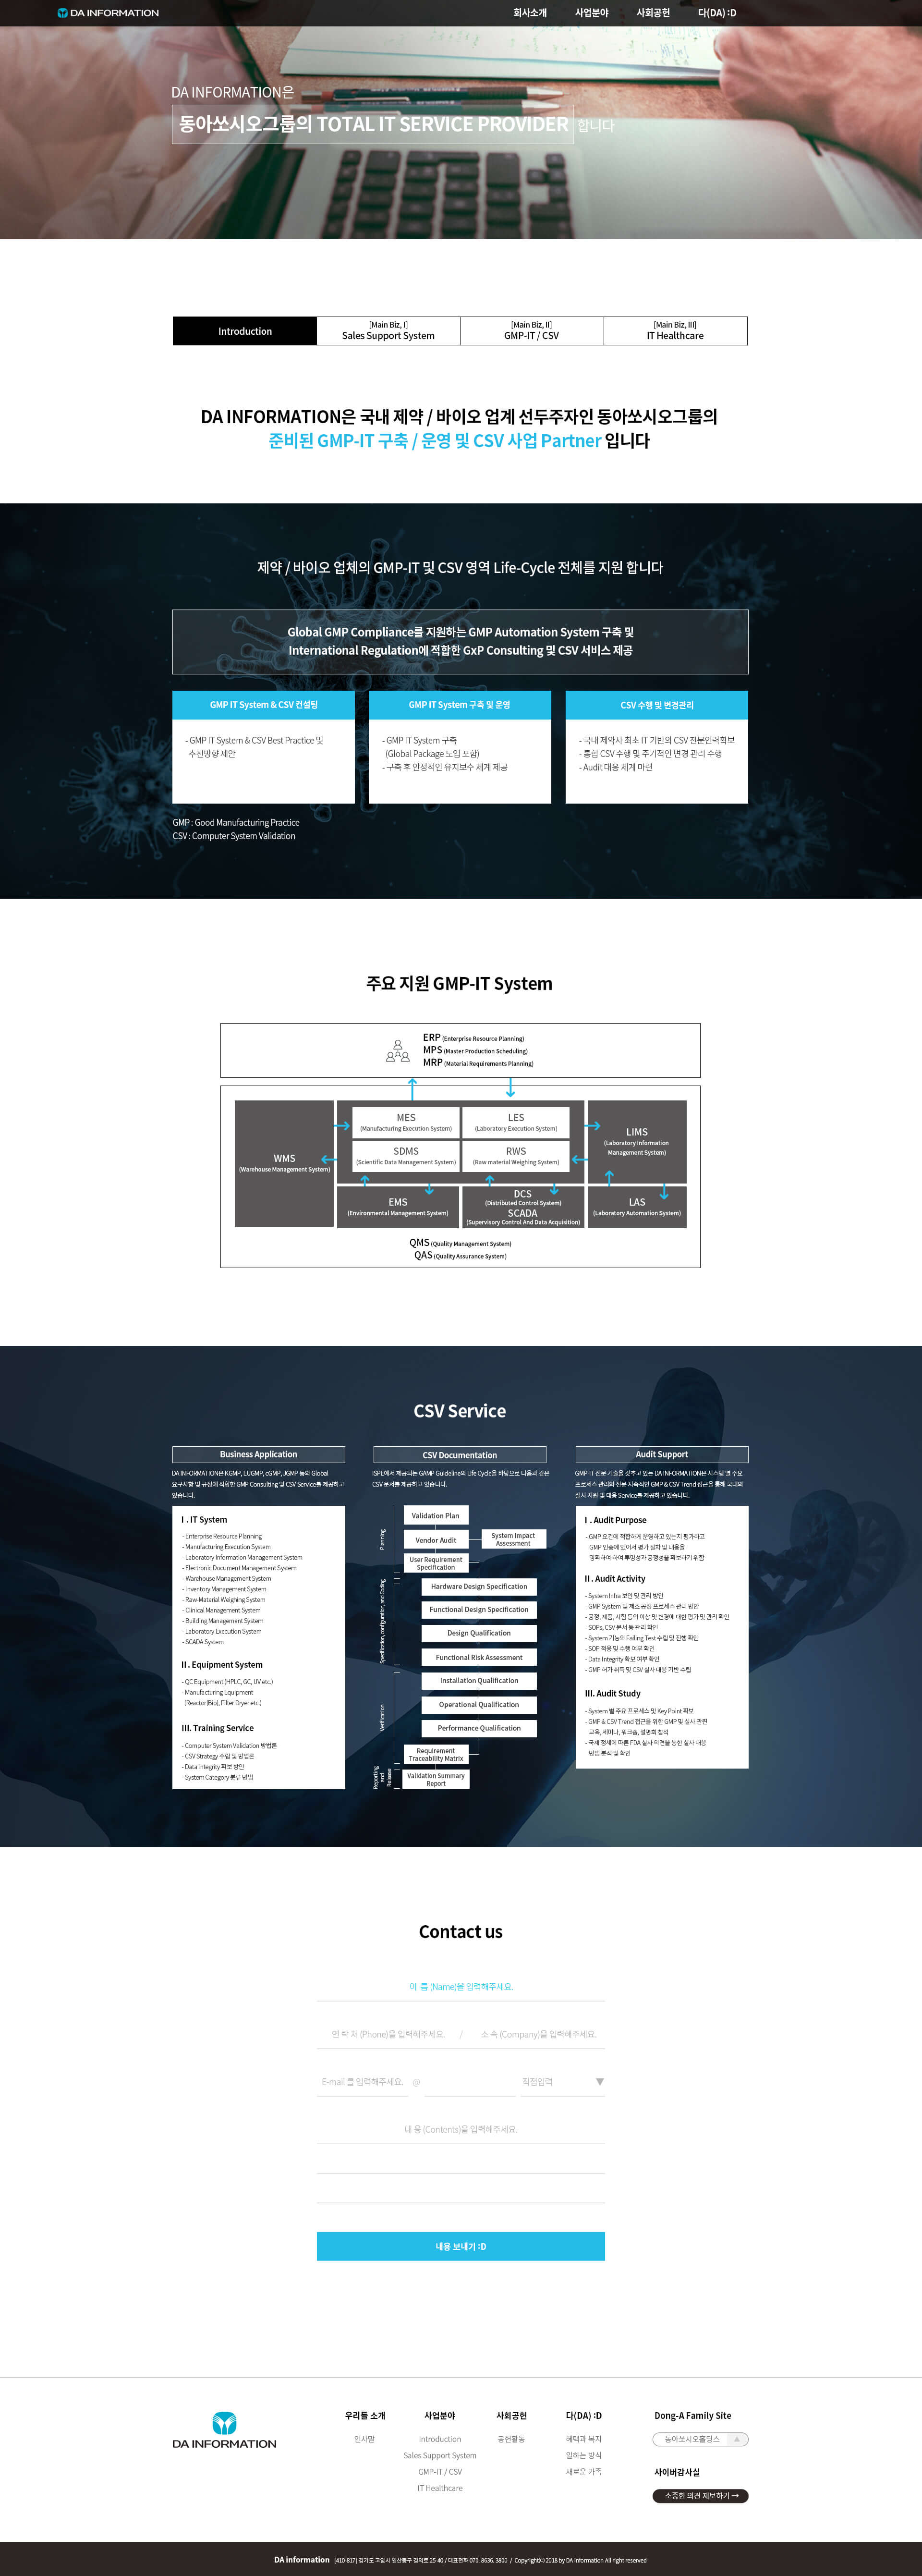 DA INFORMATION
회사소개 사업분야 사회공헌 다(DA) :D
DA INFORMATION은
동아쏘시오그룹의 TOTAL IT SERVICE PROVIDER 합니다
Introduction
[Main Biz, I]
Sales Support System
[Main Biz, II]
GMP-IT / CSV
[Main Biz, III]
IT Healthcare
DA INFORMATION은 국내 제약 / 바이오 업계 선두주자인 동아쏘시오그룹의
준비된 GMP-IT 구축 / 운영 및 CSV 사업 Partner 입니다
제약 / 바이오 업체의 GMP-IT 및 CSV 영역 Life-Cycle 전체를 지원 합니다
Global GMP Compliance를 지원하는 GMP Automation System 구축 및
International Regulation에 적합한 GxP Consulting 및 CSV 서비스 제공
GMP IT System & CSV 컨설팅
- GMP IT System & CSV Best Practice 및
추진방향 제안
GMP IT System 구축 및 운영
- GMP IT System 구축
(Global Package 도입 포함)
- 구축 후 안정적인 유지보수 체계 제공
CSV 수행 및 변경관리
- 국내 제약사 최초 IT 기반의 CSV 전문인력확보
- 통합 CSV 수행 및 주기적인 변경 관리 수행
- Audit 대응 체계 마련
GMP : Good Manufacturing Practice
CSV : Computer System Validation
주요 지원 GMP-IT System
ERP (Enterprise Resource Planning)
MPS (Master Production Scheduling)
MRP (Material Requirements Planning)
WMS
(Warehouse Management System)
MES
(Manufacturing Execution System)
LES
(Laboratory Execution System)
SDMS
(Scientific Data Management System)
RWS
(Raw material Weighing System)
LIMS
(Laboratory Information
Management System)
EMS
(Environmental Management System)
DCS
(Distributed Control System)
SCADA
(Supervisory Control And Data Acquisition)
LAS
(Laboratory Automation System)
QMS (Quality Management System)
QAS (Quality Assurance System)
CSV Service
Business Application
DA INFORMATION은 KGMP, EUGMP, cGMP, JGMP 등의 Global
요구사항 및 규정에 적합한 GMP Consulting 및 CSV Service를 제공하고
있습니다.
Ⅰ. IT System
- Enterprise Resource Planning
- Manufacturing Execution System
- Laboratory Information Management System
- Electronic Document Management System
- Warehouse Management System
- Inventory Management System
- Raw-Material Weighing System
- Clinical Management System
- Building Management System
- Laboratory Execution System
- SCADA System
II. Equipment System
- QC Equipment (HPLC, GC, UV etc.)
- Manufacturing Equipment
(Reactor(Bio), Filter Dryer etc.)
III. Training Service
- Computer System Validation 방법론
- CSV Strategy 수립 및 방법론
- Data Integrity 확보 방안
- System Category 분류 방법
CSV Documentation
ISPE에서 제공되는 GAMP Guideline의 Life Cycle을 바탕으로 다음과 같은
CSV 문서를 제공하고 있습니다.
Planning
Validation Plan
Vendor Audit
System Impact
Assessment
User Requirement
Specification
Specification, configuration, and Coding
Hardware Design Specification
Functional Design Specification
Design Qualification
Functional Risk Assessment
Verification
Installation Qualification
Operational Qualification
Performance Qualification
Requirement
Traceability Matrix
Reporting
and
Release
Validation Summary
Report
Audit Support
GMP-IT 전문 기술을 갖추고 있는 DA INFORMATION은 시스템 별 주요
프로세스 관리와 전문 지속적인 GMP & CSV Trend 접근을 통해 국내외
실사 지원 및 대응 Service를 제공하고 있습니다.
Ⅰ. Audit Purpose
- GMP 요건에 적합하게 운영하고 있는지 평가하고
GMP 인증에 있어서 평가 절차 및 내용을
명확하여 하여 투명성과 공정성을 확보하기 위함
II. Audit Activity
- System Infra 보안 및 관리 방안
- GMP System 및 제조 공정 프로세스 관리 방안
- 공정, 제품, 시험 등의 이상 및 변경에 대한 평가 및 관리 확인
- SOPs, CSV 문서 등 관리 확인
- System 기능의 Failing Test 수립 및 진행 확인
- SOP 적용 및 수행 여부 확인
- Data Integrity 확보 여부 확인
- GMP 허가 취득 및 CSV 실사 대응 기반 수립
III. Audit Study
- System 별 주요 프로세스 및 Key Point 확보
- GMP & CSV Trend 접근을 위한 GMP 및 실사 관련
교육, 세미나, 워크숍, 설명회 참석
- 국제 정세에 따른 FDA 실사 의견을 통한 실사 대응
방법 분석 및 확인
Contact us
이 름 (Name)을 입력해주세요.
연 락 처 (Phone)을 입력해주세요. / 소 속 (Company)을 입력해주세요.
E-mail 를 입력해주세요. @ 직접입력 ▼
내 용 (Contents)을 입력해주세요.
내용 보내기 :D
DA INFORMATION
우리들 소개
인사말
사업분야
Introduction
Sales Support System
GMP-IT / CSV
IT Healthcare
사회공헌
공헌활동
다(DA) :D
혜택과 복지
일하는 방식
새로운 가족
Dong-A Family Site
동아쏘시오홀딩스 ▲
사이버감사실
소중한 의견 제보하기 →
DA information [410-817] 경기도 고양시 일산동구 경의로 25-40 / 대표전화 070. 8636. 3800 / Copyright(C) 2018 by DA Information All right reserved